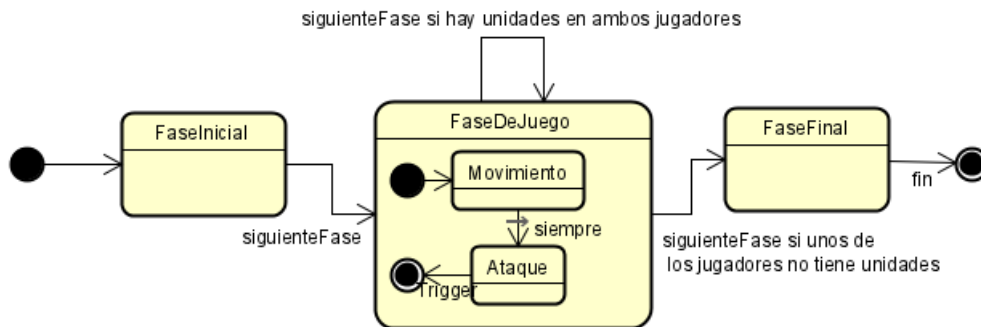 siguienteFase si hay unidades en ambos jugadores
FaseInicial
FaseDeJuego
FaseFinal
Movimiento
fin
siempre
siguienteFase
siguienteFase si unos de
los jugadores no tiene unidades
Ataque
Trigger